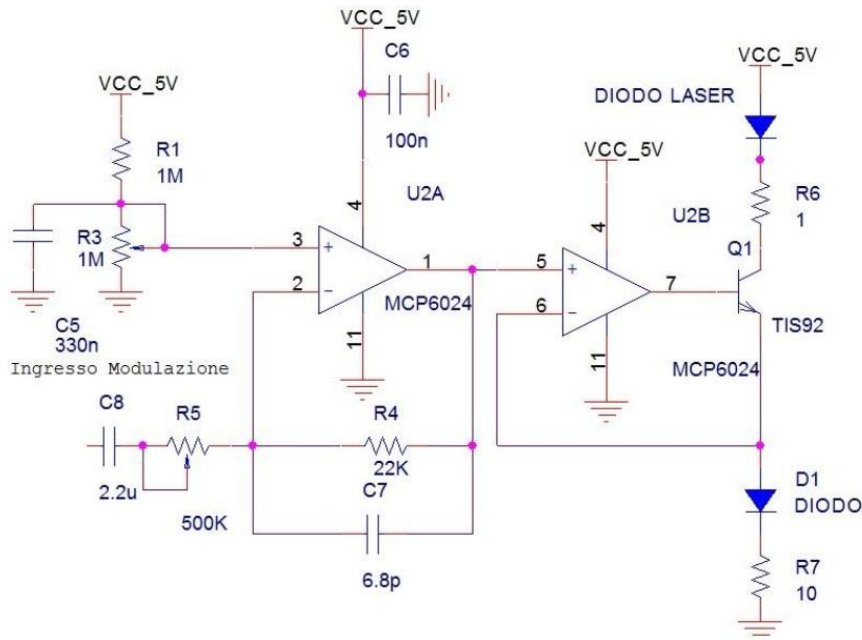 VCC_5V
C6
100n
VCC_5V
R1
1M
R3
1M
C5
330n
4
U2A
3
+
2
-
1
MCP6024
11
Ingresso Modulazione
C8
2.2u
R5
500K
R4
22K
C7
6.8p
VCC_5V
4
U2B
5
+
6
-
7
MCP6024
11
VCC_5V
DIODO LASER
R6
1
Q1
TIS92
D1
DIODO
R7
10